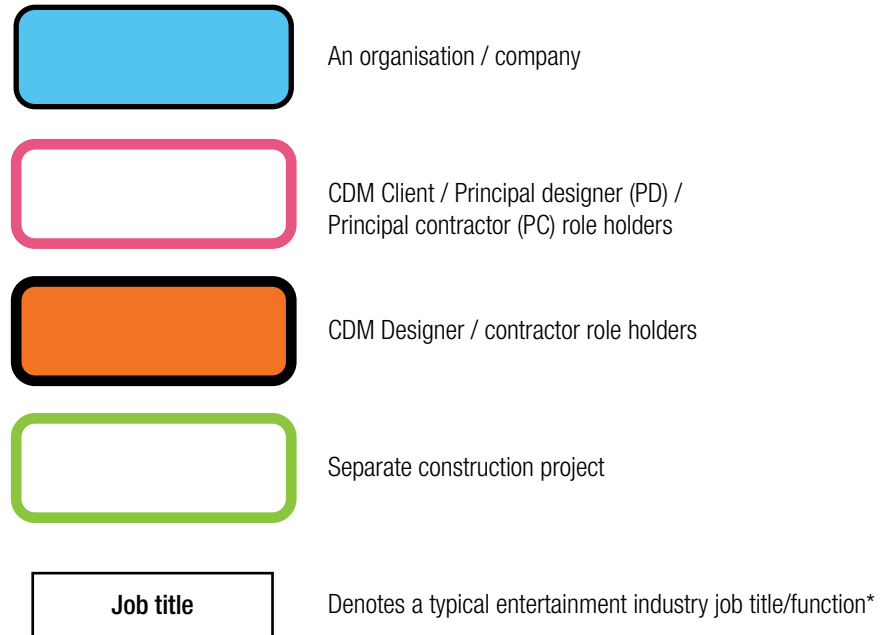 An organisation / company
CDM Client / Principal designer (PD) /
Principal contractor (PC) role holders
CDM Designer / contractor role holders
Separate construction project
Job title
Denotes a typical entertainment industry job title/function*